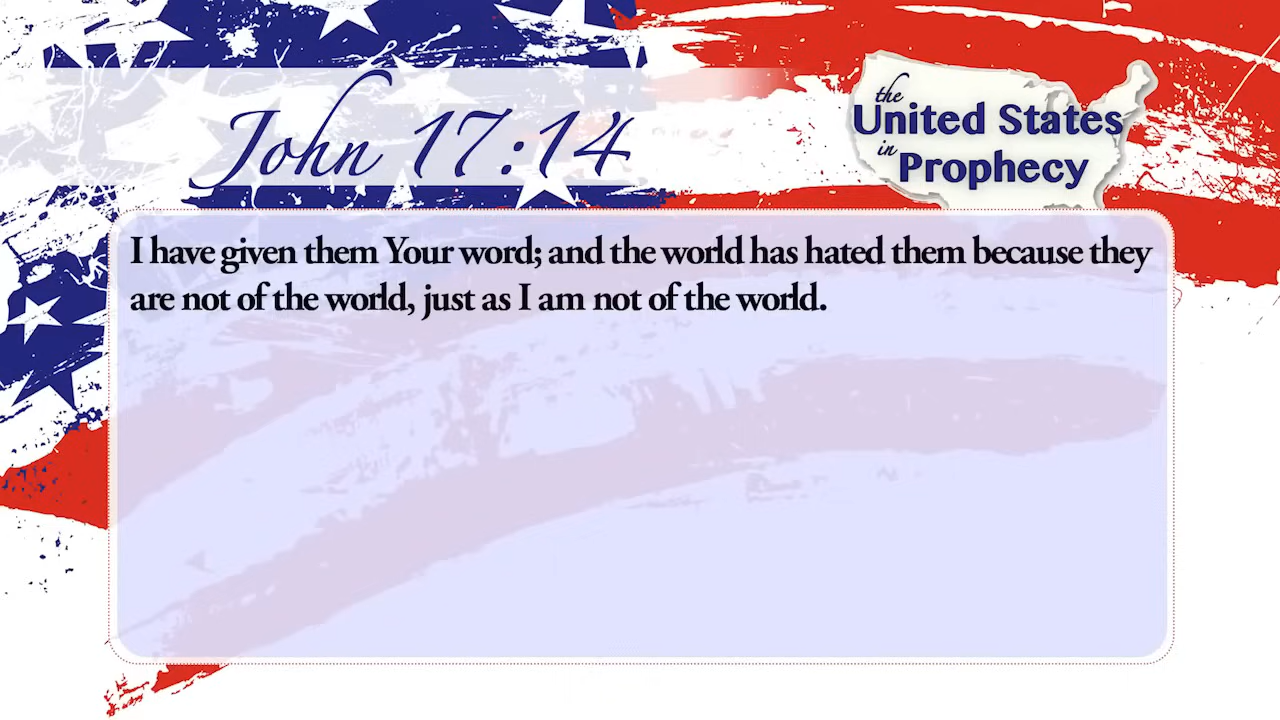 John 17:14
the
United States
in
Prophecy
I have given them Your word; and the world has hated them because they
are not of the world, just as I am not of the world.